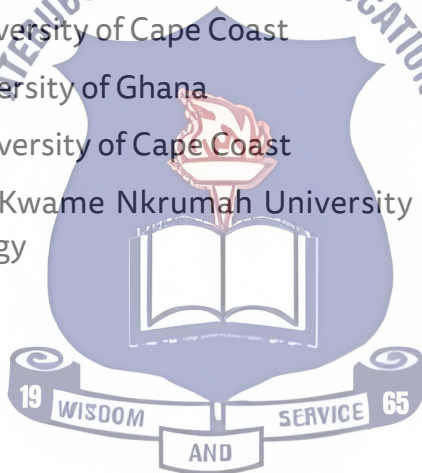 versity of Cape Coast
ersity of Ghana
versity of Cape Coast
Kwame Nkrumah University
gy
19 WISDOM AND SERVICE 65